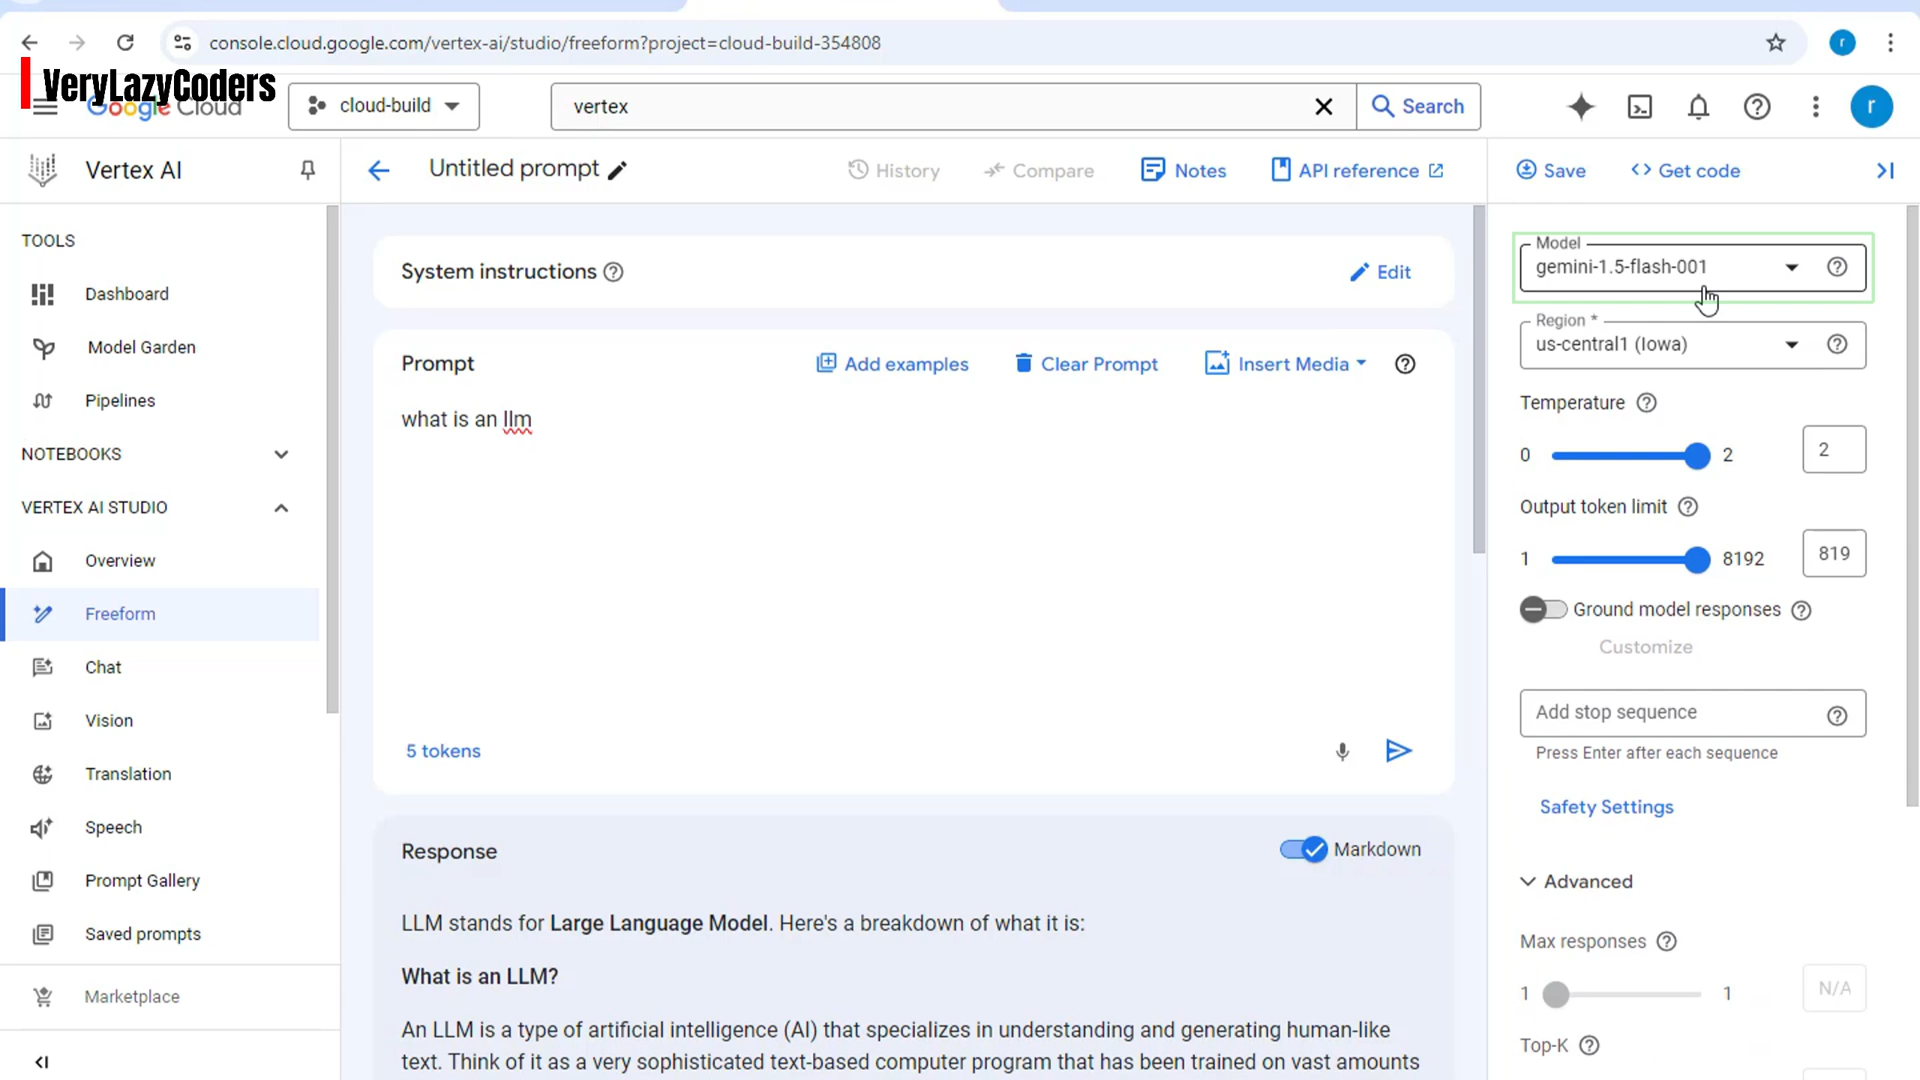 console.cloud.google.com/vertex-ai/studio/freeform?project=cloud-build-354808
r
VeryLazyCoders
Google Cloud
cloud-build
vertex
Search
r
Vertex AI
Untitled prompt
History
Compare
Notes
API reference
Save
Get code
TOOLS
Dashboard
Model Garden
Pipelines
NOTEBOOKS
VERTEX AI STUDIO
Overview
Freeform
Chat
Vision
Translation
Speech
Prompt Gallery
Saved prompts
Marketplace
System instructions
Edit
Prompt
Add examples
Clear Prompt
Insert Media
what is an llm
5 tokens
Response
Markdown
LLM stands for Large Language Model. Here's a breakdown of what it is:
What is an LLM?
An LLM is a type of artificial intelligence (AI) that specializes in understanding and generating human-like
text. Think of it as a very sophisticated text-based computer program that has been trained on vast amounts
Model
gemini-1.5-flash-001
Region *
us-central1 (Iowa)
Temperature
0
2
2
Output token limit
1
8192
819
Ground model responses
Customize
Add stop sequence
Press Enter after each sequence
Safety Settings
Advanced
Max responses
1
1
N/A
Top-K